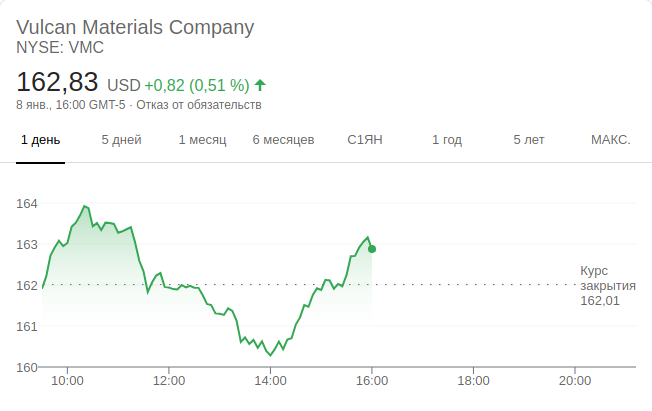 Vulcan Materials Company
NYSE: VMC
162,83 USD +0,82 (0,51 %)
8 янв., 16:00 GMT-5 · Отказ от обязательств
1 день 5 дней 1 месяц 6 месяцев С1ЯН 1 год 5 лет МАКС.
164
163
162
161
160
Курс
закрытия
162,01
10:00 12:00 14:00 16:00 18:00 20:00